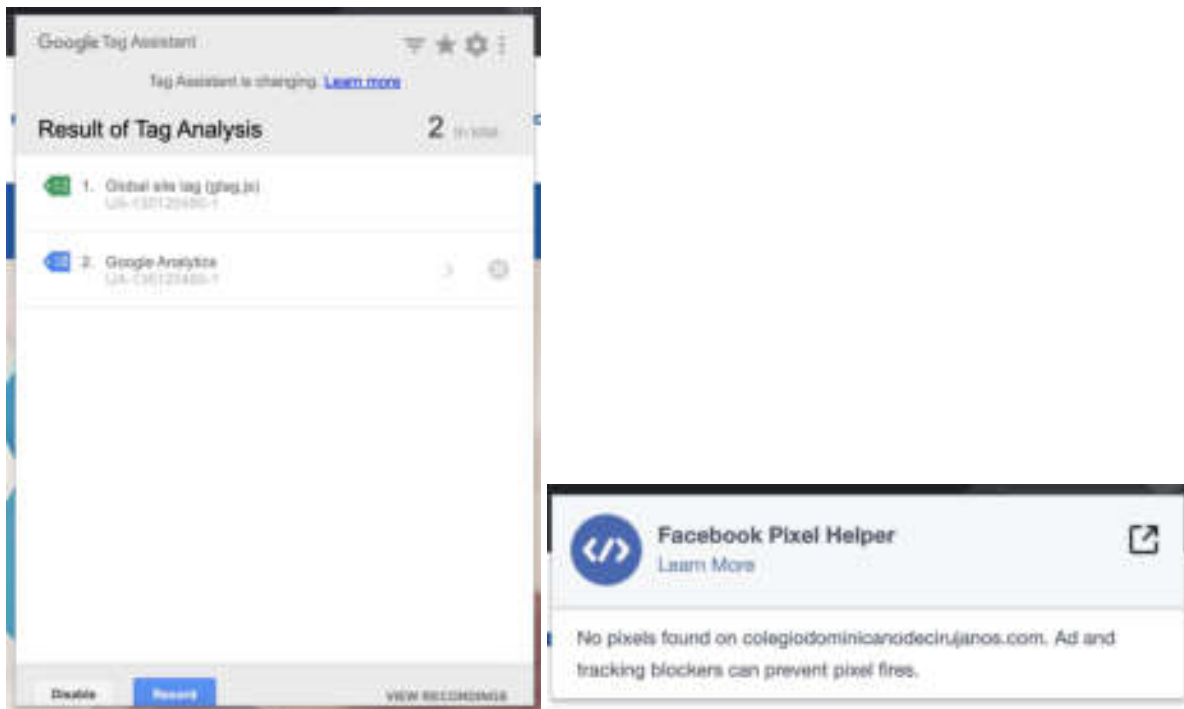 Google Tag Assistant
Tag Assistant is changing. Learn more
Result of Tag Analysis
2 in total
1. Global site tag (gtag.js)
2. Google Analytics
Disable
Record
VIEW RECORDINGS
Facebook Pixel Helper
Learn More
No pixels found on colegiodominicanodecirujanos.com. Ad and
tracking blockers can prevent pixel fires.